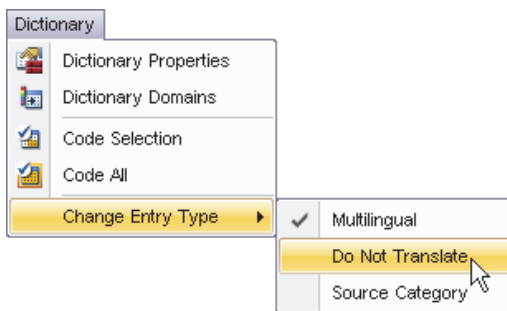 Dictionary
Dictionary Properties
Dictionary Domains
Code Selection
Code All
Change Entry Type
Multilingual
Do Not Translate
Source Category